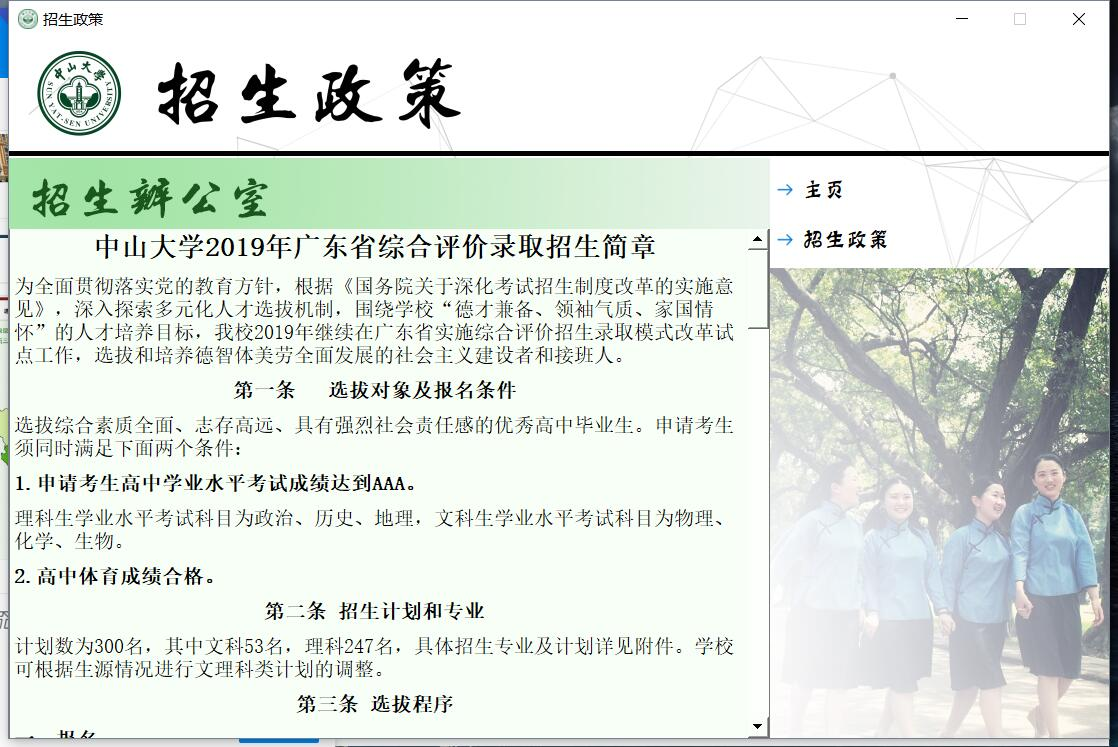 招生政策
中山大学
SUN YAT-SEN UNIVERSITY
招生政策
招生辦公室
→ 主页
→ 招生政策
中山大学2019年广东省综合评价录取招生简章
为全面贯彻落实党的教育方针，根据《国务院关于深化考试招生制度改革的实施意
见》，深入探索多元化人才选拔机制，围绕学校“德才兼备、领袖气质、家国情
怀”的人才培养目标，我校2019年继续在广东省实施综合评价招生录取模式改革试
点工作，选拔和培养德智体美劳全面发展的社会主义建设者和接班人。
第一条 选拔对象及报名条件
选拔综合素质全面、志存高远、具有强烈社会责任感的优秀高中毕业生。申请考生
须同时满足下面两个条件：
1.申请考生高中学业水平考试成绩达到AAA。
理科生学业水平考试科目为政治、历史、地理，文科生学业水平考试科目为物理、
化学、生物。
2.高中体育成绩合格。
第二条 招生计划和专业
计划数为300名，其中文科53名，理科247名，具体招生专业及计划详见附件。学校
可根据生源情况进行文理科类计划的调整。
第三条 选拔程序
一、报名